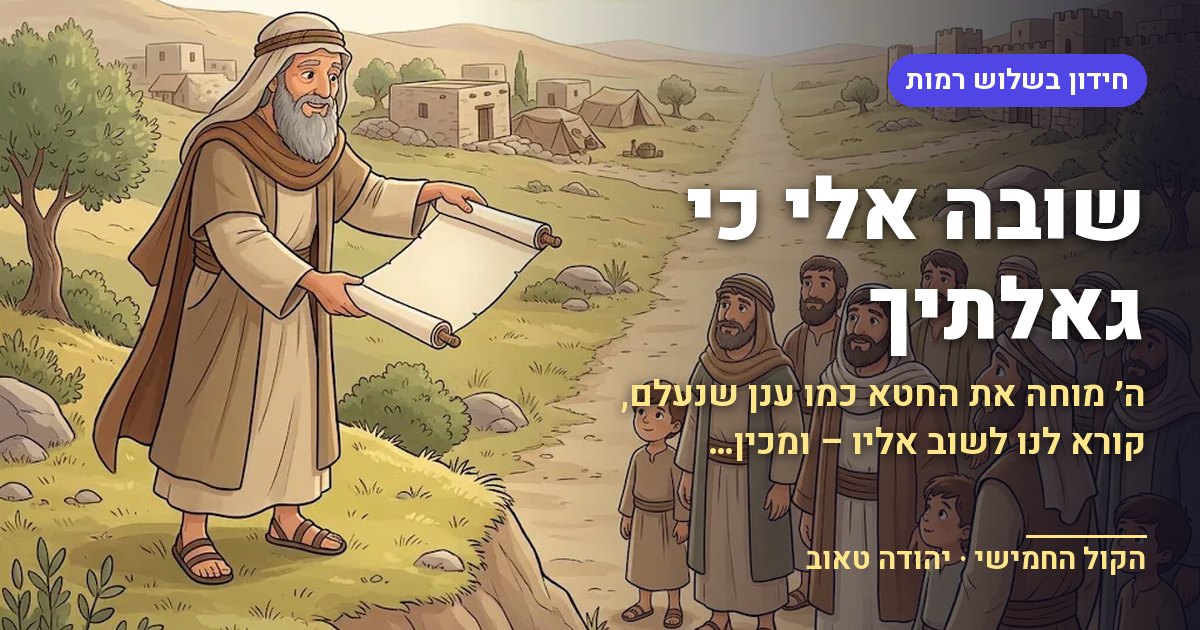 חידון בשלוש רמות
שובה אלי כי
גאלתיך
ה׳ מוחה את החטא כמו ענן שנעלם,
קורא לנו לשוב אליו – ומכין...
הקול החמישי · יהודה טאוב